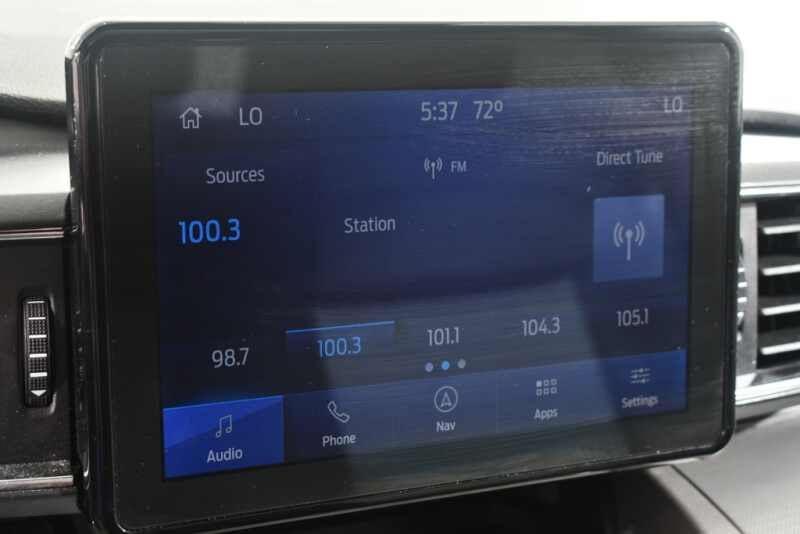 LO 5:37 72° LO
Sources FM Direct Tune
100.3 Station
98.7 100.3 101.1 104.3 105.1
Audio Phone Nav Apps Settings